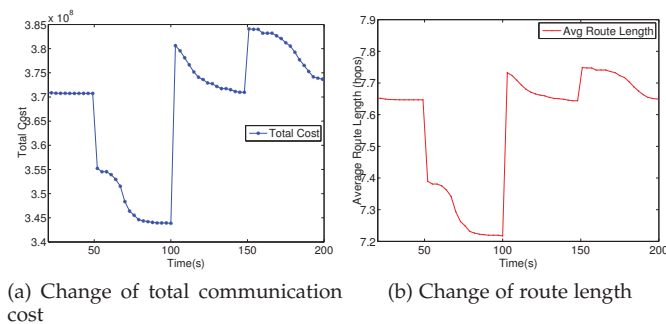 3.85 x 10⁸
3.8
3.75
3.7
3.65
3.6
3.55
3.5
3.45
3.4
Total Cost
Total Cost
50
100
150
200
Time(s)
7.9
7.8
7.7
7.6
7.5
7.4
7.3
7.2
Average Route Length (hops)
Avg Route Length
50
100
150
200
Time(s)
(a) Change of total communication
cost
(b) Change of route length